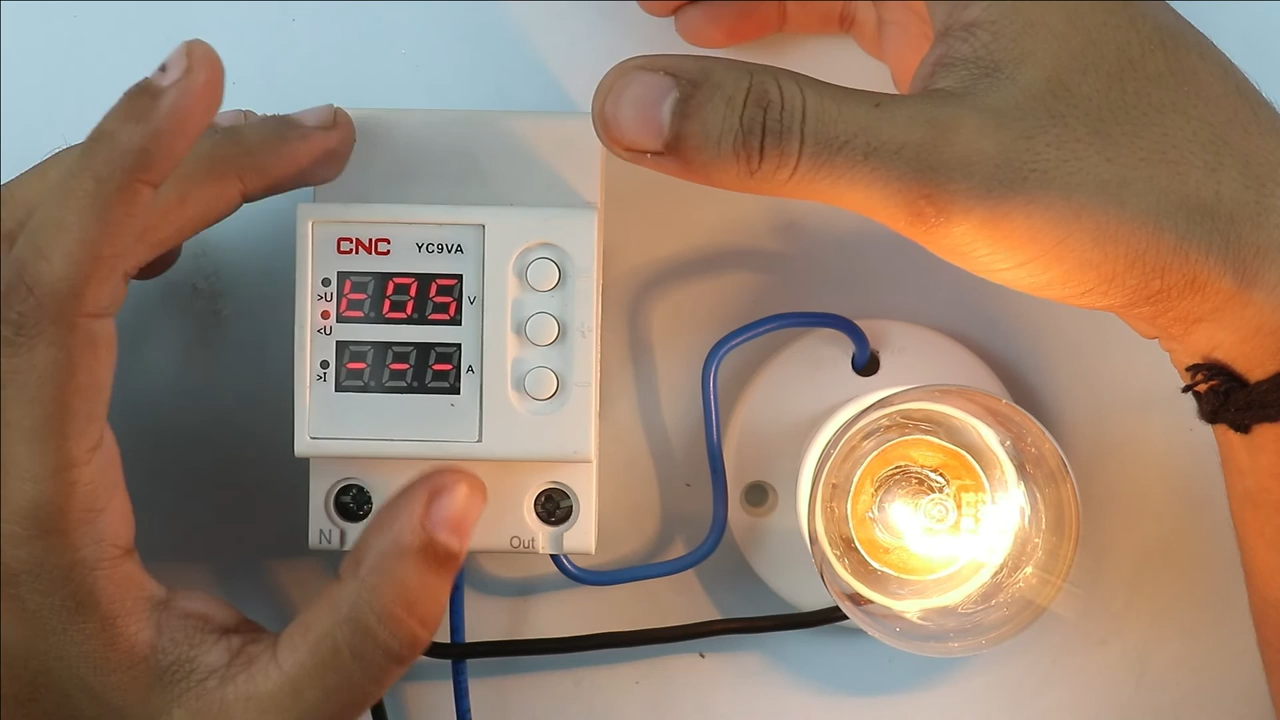 CNC YC9VA
>U
t05 V
<U
--- A
>I
N
Out